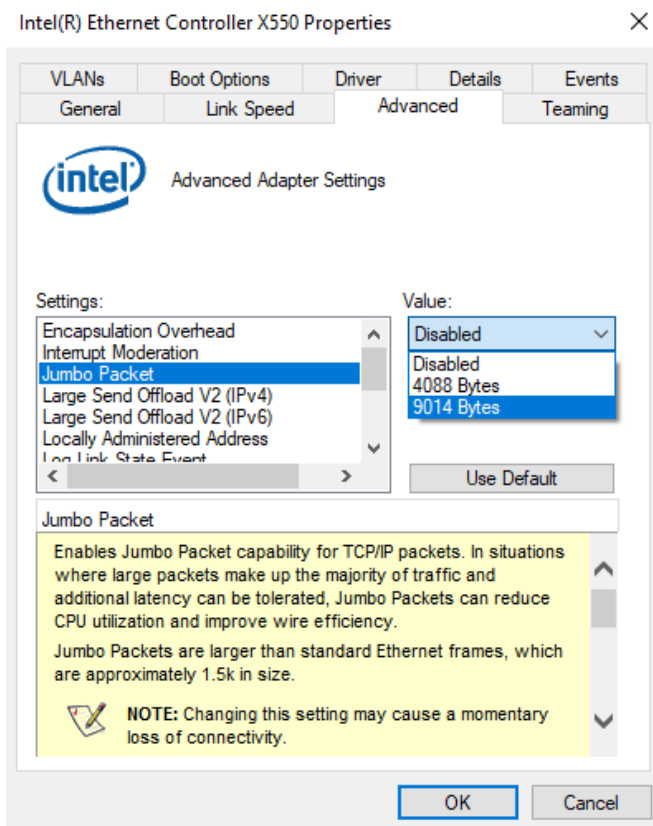 Intel(R) Ethernet Controller X550 Properties
VLANs Boot Options Driver Details Events
General Link Speed Advanced Teaming
intel
Advanced Adapter Settings
Settings:
Value:
Encapsulation Overhead
Interrupt Moderation
Jumbo Packet
Large Send Offload V2 (IPv4)
Large Send Offload V2 (IPv6)
Locally Administered Address
Log Link State Event
Disabled
Disabled
4088 Bytes
9014 Bytes
Use Default
Jumbo Packet
Enables Jumbo Packet capability for TCP/IP packets. In situations
where large packets make up the majority of traffic and
additional latency can be tolerated, Jumbo Packets can reduce
CPU utilization and improve wire efficiency.
Jumbo Packets are larger than standard Ethernet frames, which
are approximately 1.5k in size.
NOTE: Changing this setting may cause a momentary
loss of connectivity.
OK Cancel